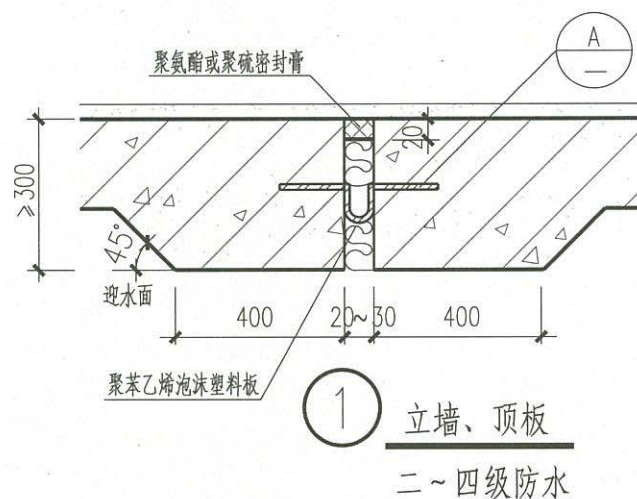 A
—
聚氨酯或聚硫密封膏
20
≥300
45°
迎水面
400
20~30
400
聚苯乙烯泡沫塑料板
1
立墙、顶板
二~四级防水